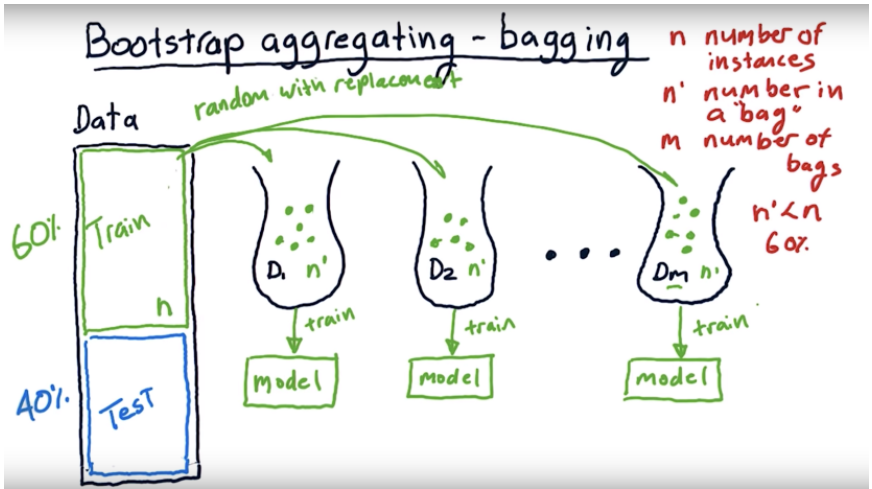 Bootstrap aggregating - bagging
random with replacement
n number of
instances
n' number in
a "bag"
m number of
bags
n'<n
60%
Data
60%
Train
n
40%
Test
D1 n'
D2 n'
Dm n'
train
train
train
model
model
model